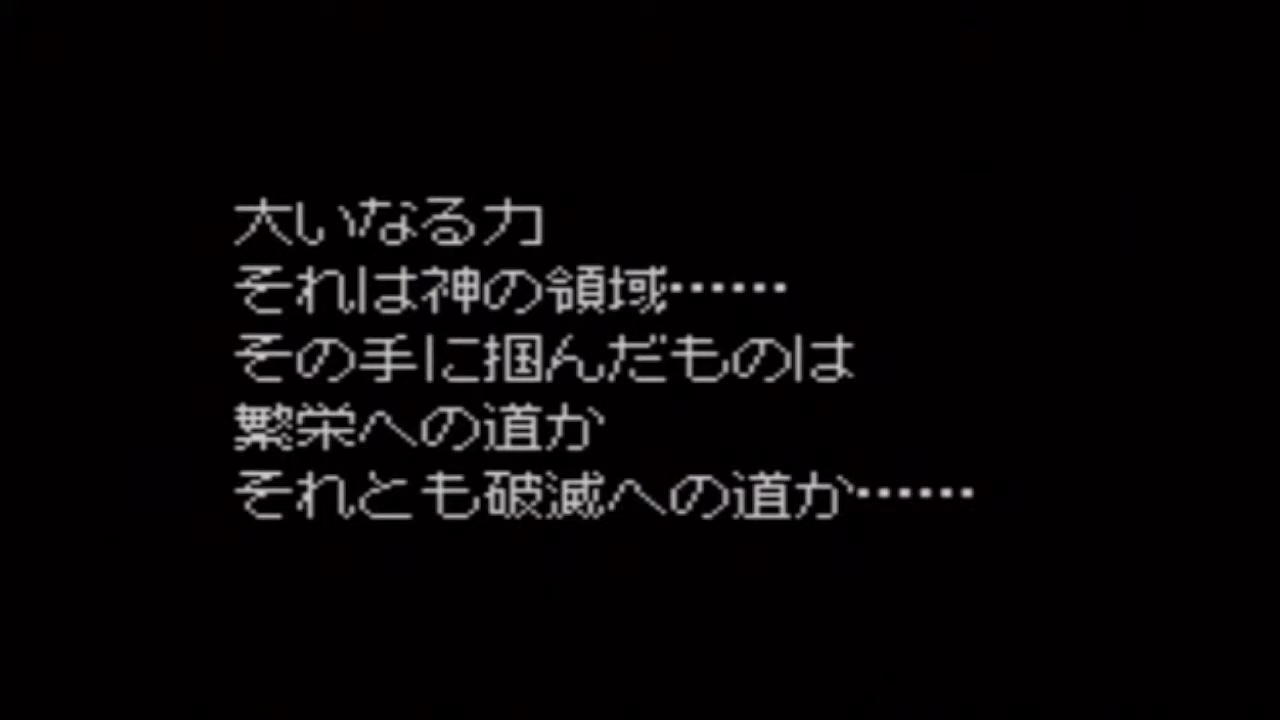 大いなる力
それは神の領域……
その手に掴んだものは
繁栄への道か
それとも破滅への道か……